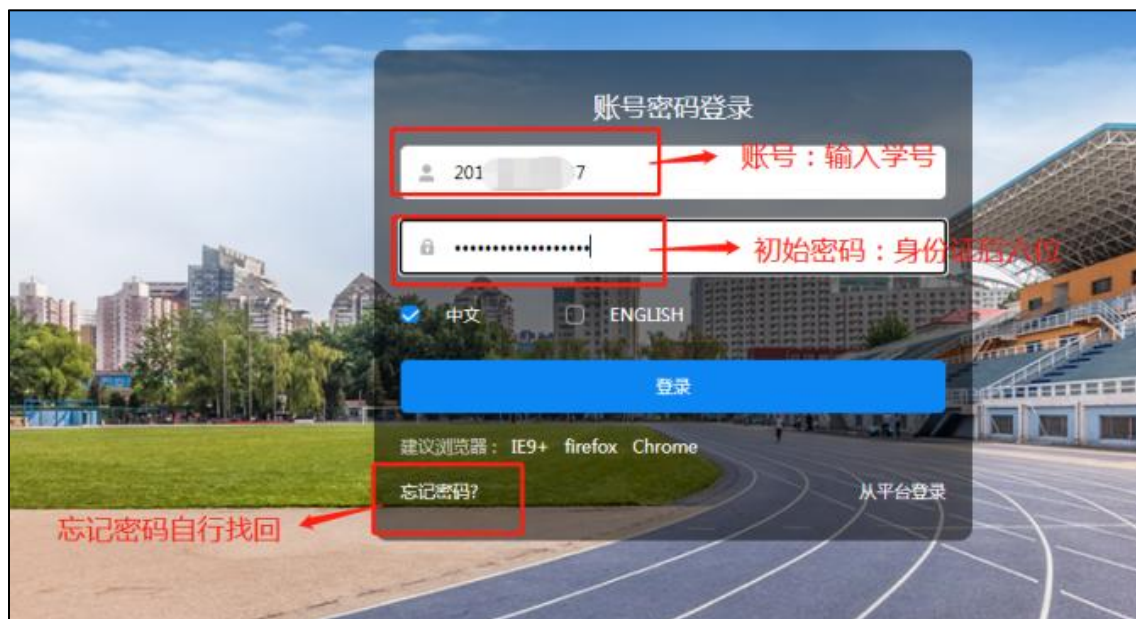 账号密码登录
201 7
账号：输入学号
初始密码：身份证后六位
中文 ENGLISH
登录
建议浏览器： IE9+ firefox Chrome
忘记密码? 从平台登录
忘记密码自行找回